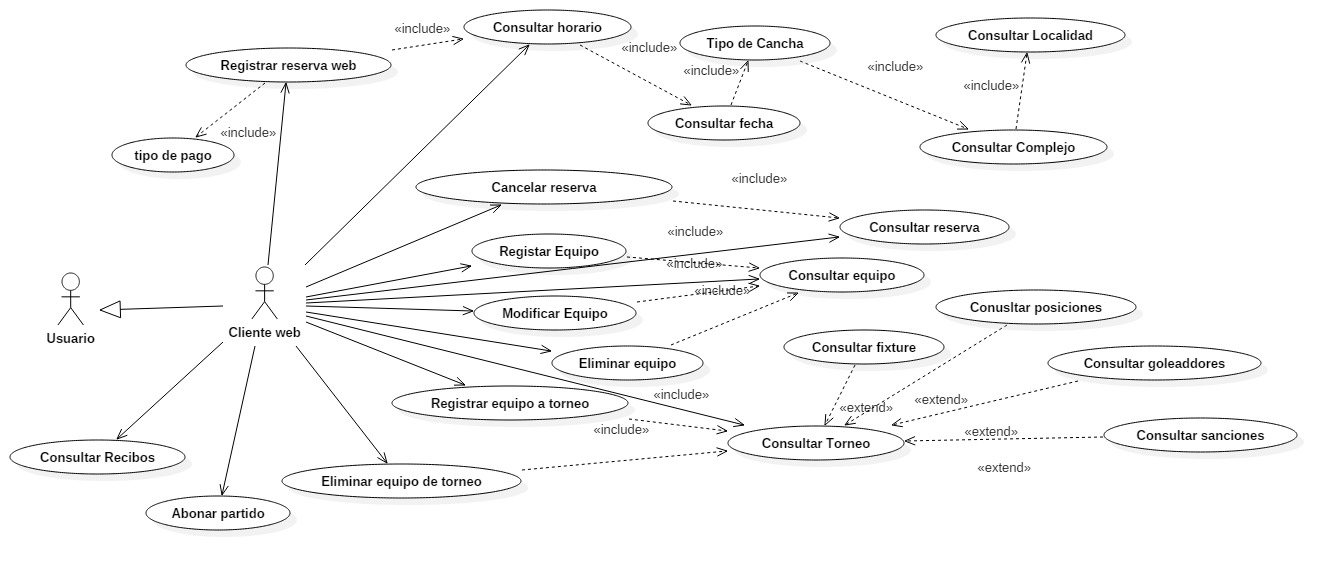 «include»
Consultar horario
Tipo de Cancha
Consultar Localidad
«include»
Registrar reserva web
«include»
«include»
«include»
Consultar fecha
«include»
tipo de pago
Consultar Complejo
Cancelar reserva
«include»
Consultar reserva
«include»
Registar Equipo
«include»
Consultar equipo
«include»
Modificar Equipo
Conusltar posiciones
Usuario
Cliente web
Consultar fixture
Eliminar equipo
Consultar goleaddores
«include»
Registrar equipo a torneo
«extend»
«extend»
«include»
Consultar Torneo
«extend»
Consultar sanciones
Consultar Recibos
«extend»
Eliminar equipo de torneo
Abonar partido